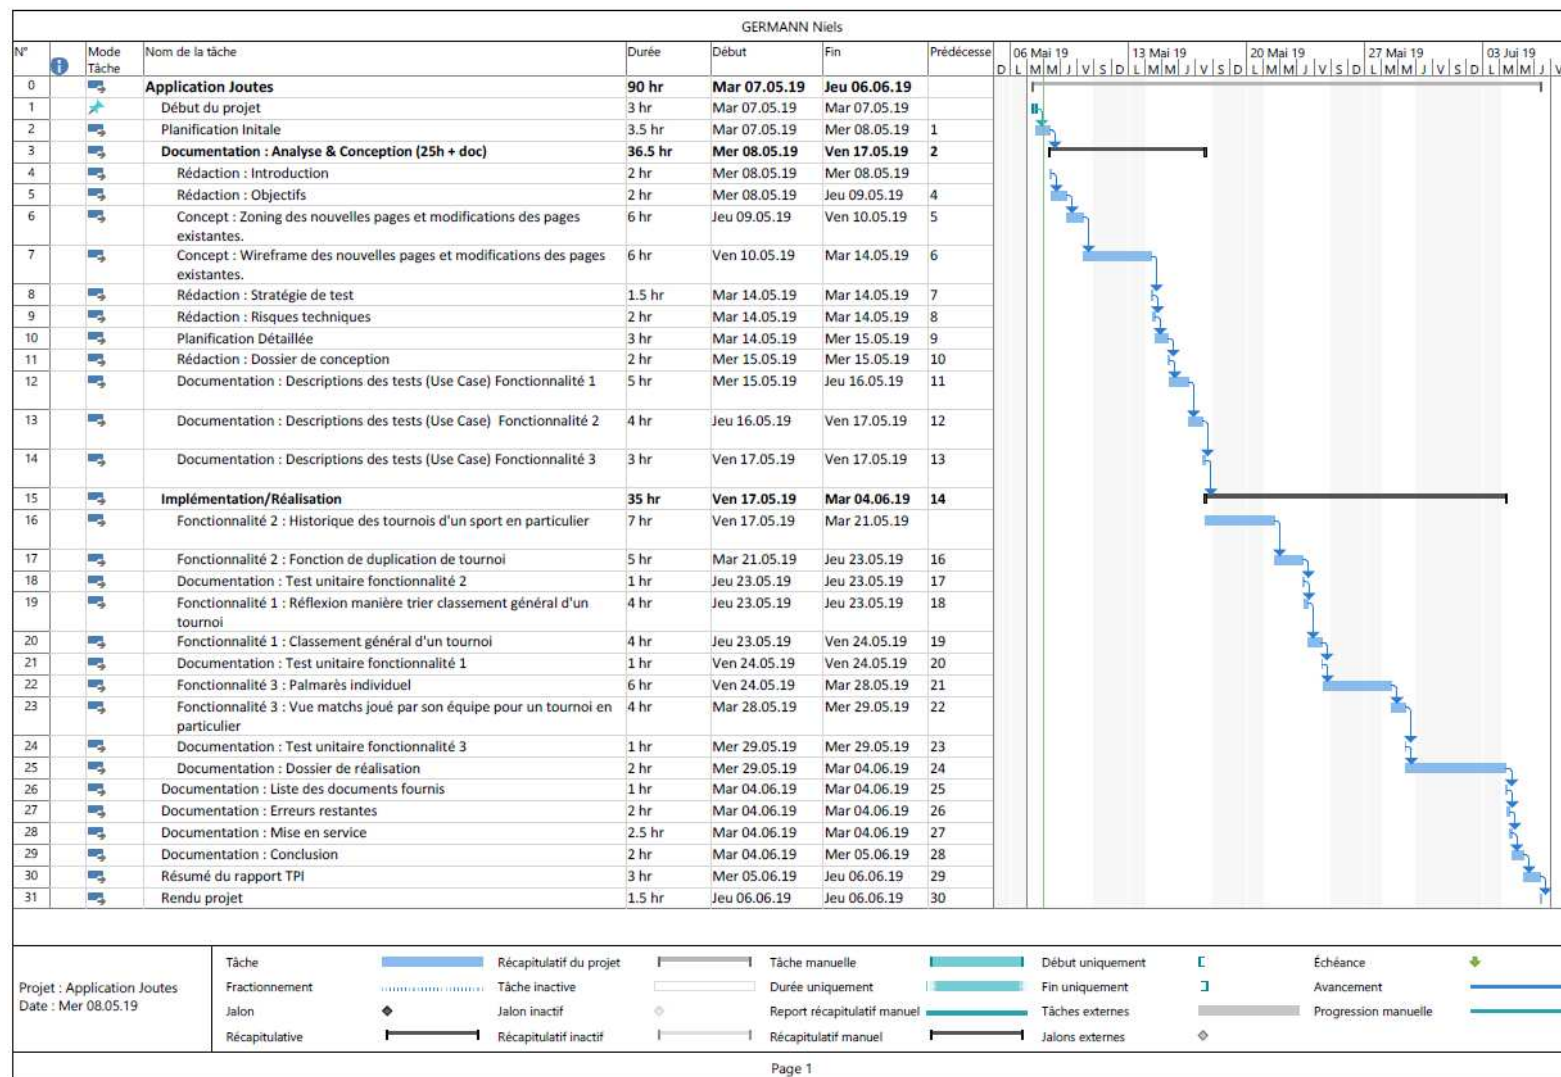 GERMANN Niels
N° Mode Tâche Nom de la tâche Durée Début Fin Prédécesse 06 Mai 19 13 Mai 19 20 Mai 19 27 Mai 19 03 Jui 19
D L M M J V S D L M M J V S D L M M J V S D L M M J V S D L M M J V
0 Application Joutes 90 hr Mar 07.05.19 Jeu 06.06.19
1 Début du projet 3 hr Mar 07.05.19 Mar 07.05.19
2 Planification Initale 3.5 hr Mar 07.05.19 Mer 08.05.19 1
3 Documentation : Analyse & Conception (25h + doc) 36.5 hr Mer 08.05.19 Ven 17.05.19 2
4 Rédaction : Introduction 2 hr Mer 08.05.19 Mer 08.05.19
5 Rédaction : Objectifs 2 hr Mer 08.05.19 Jeu 09.05.19 4
6 Concept : Zoning des nouvelles pages et modifications des pages 6 hr Jeu 09.05.19 Ven 10.05.19 5
existantes.
7 Concept : Wireframe des nouvelles pages et modifications des pages 6 hr Ven 10.05.19 Mar 14.05.19 6
existantes.
8 Rédaction : Stratégie de test 1.5 hr Mar 14.05.19 Mar 14.05.19 7
9 Rédaction : Risques techniques 2 hr Mar 14.05.19 Mar 14.05.19 8
10 Planification Détaillée 3 hr Mar 14.05.19 Mer 15.05.19 9
11 Rédaction : Dossier de conception 2 hr Mer 15.05.19 Mer 15.05.19 10
12 Documentation : Descriptions des tests (Use Case) Fonctionnalité 1 5 hr Mer 15.05.19 Jeu 16.05.19 11
13 Documentation : Descriptions des tests (Use Case) Fonctionnalité 2 4 hr Jeu 16.05.19 Ven 17.05.19 12
14 Documentation : Descriptions des tests (Use Case) Fonctionnalité 3 3 hr Ven 17.05.19 Ven 17.05.19 13
15 Implémentation/Réalisation 35 hr Ven 17.05.19 Mar 04.06.19 14
16 Fonctionnalité 2 : Historique des tournois d'un sport en particulier 7 hr Ven 17.05.19 Mar 21.05.19
17 Fonctionnalité 2 : Fonction de duplication de tournoi 5 hr Mar 21.05.19 Jeu 23.05.19 16
18 Documentation : Test unitaire fonctionnalité 2 1 hr Jeu 23.05.19 Jeu 23.05.19 17
19 Fonctionnalité 1 : Réflexion manière trier classement général d'un 4 hr Jeu 23.05.19 Jeu 23.05.19 18
tournoi
20 Fonctionnalité 1 : Classement général d'un tournoi 4 hr Jeu 23.05.19 Ven 24.05.19 19
21 Documentation : Test unitaire fonctionnalité 1 1 hr Ven 24.05.19 Ven 24.05.19 20
22 Fonctionnalité 3 : Palmarès individuel 6 hr Ven 24.05.19 Mar 28.05.19 21
23 Fonctionnalité 3 : Vue matchs joué par son équipe pour un tournoi en 4 hr Mar 28.05.19 Mer 29.05.19 22
particulier
24 Documentation : Test unitaire fonctionnalité 3 1 hr Mer 29.05.19 Mer 29.05.19 23
25 Documentation : Dossier de réalisation 2 hr Mer 29.05.19 Mar 04.06.19 24
26 Documentation : Liste des documents fournis 1 hr Mar 04.06.19 Mar 04.06.19 25
27 Documentation : Erreurs restantes 2 hr Mar 04.06.19 Mar 04.06.19 26
28 Documentation : Mise en service 2.5 hr Mar 04.06.19 Mar 04.06.19 27
29 Documentation : Conclusion 2 hr Mar 04.06.19 Mer 05.06.19 28
30 Résumé du rapport TPI 3 hr Mer 05.06.19 Jeu 06.06.19 29
31 Rendu projet 1.5 hr Jeu 06.06.19 Jeu 06.06.19 30
Projet : Application Joutes
Date : Mer 08.05.19
Tâche Récapitulatif du projet Tâche manuelle Début uniquement Échéance
Fractionnement Tâche inactive Durée uniquement Fin uniquement Avancement
Jalon Jalon inactif Report récapitulatif manuel Tâches externes Progression manuelle
Récapitulative Récapitulatif inactif Récapitulatif manuel Jalons externes
Page 1